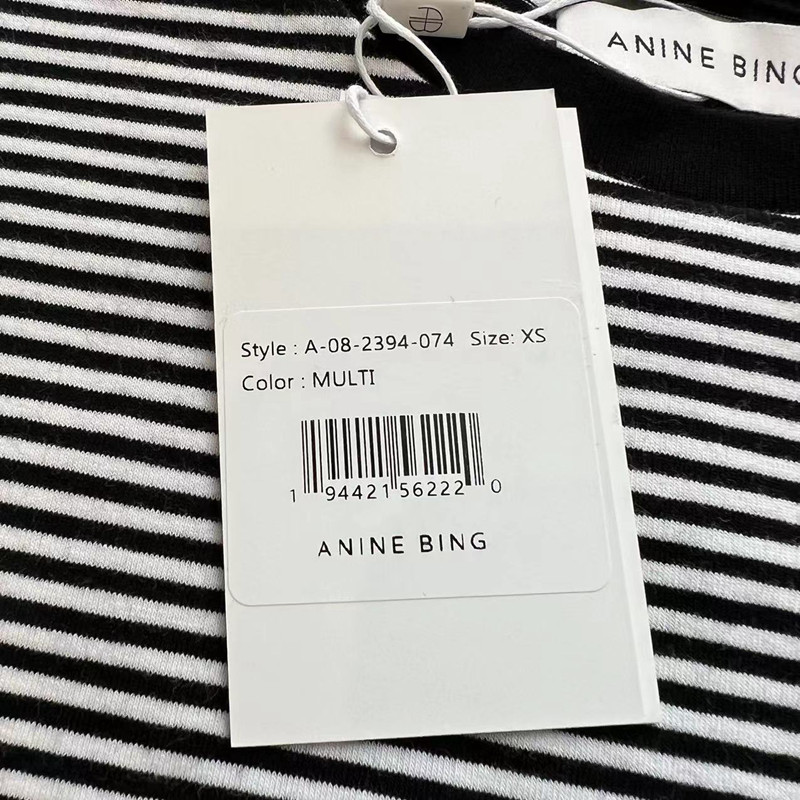 ANINE BING
Style : A-08-2394-074 Size: XS
Color : MULTI
1 94421 56222 0
ANINE BING